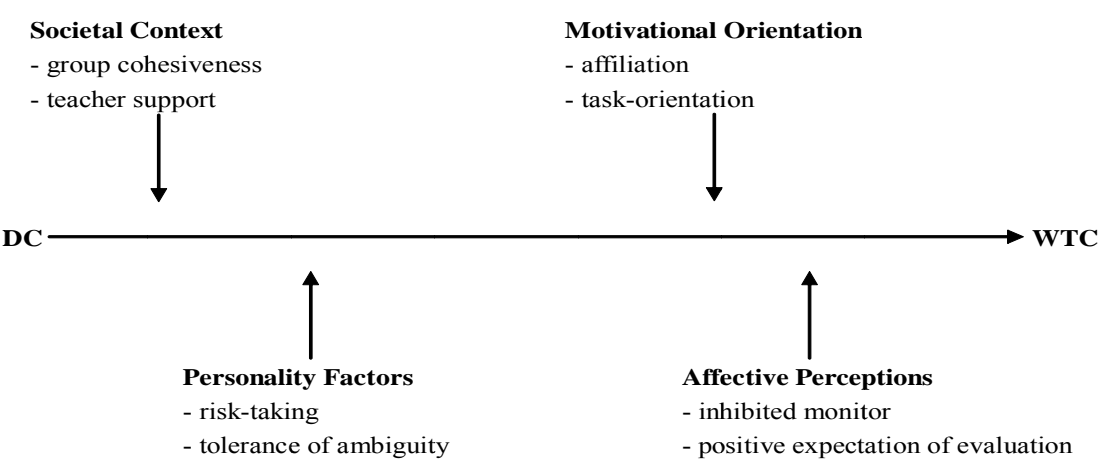 Societal Context
- group cohesiveness
- teacher support
Motivational Orientation
- affiliation
- task-orientation
DC
WTC
Personality Factors
- risk-taking
- tolerance of ambiguity
Affective Perceptions
- inhibited monitor
- positive expectation of evaluation